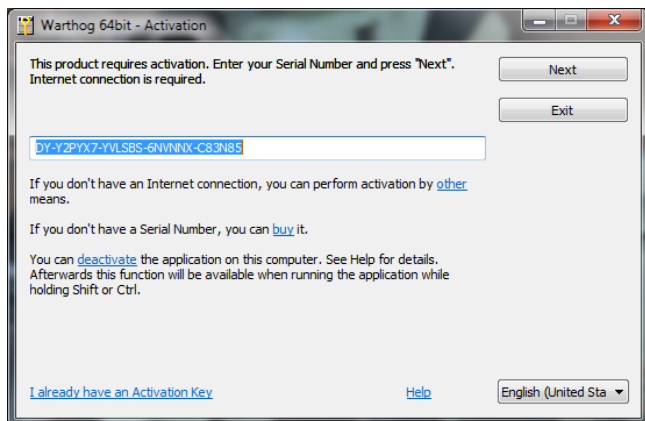 Warthog 64bit - Activation
This product requires activation. Enter your Serial Number and press "Next".
Internet connection is required.
Next
Exit
DY-Y2PYX7-YVLSBS-6NVNNX-C83N85
If you don't have an Internet connection, you can perform activation by other
means.
If you don't have a Serial Number, you can buy it.
You can deactivate the application on this computer. See Help for details.
Afterwards this function will be available when running the application while
holding Shift or Ctrl.
I already have an Activation Key
Help
English (United Sta